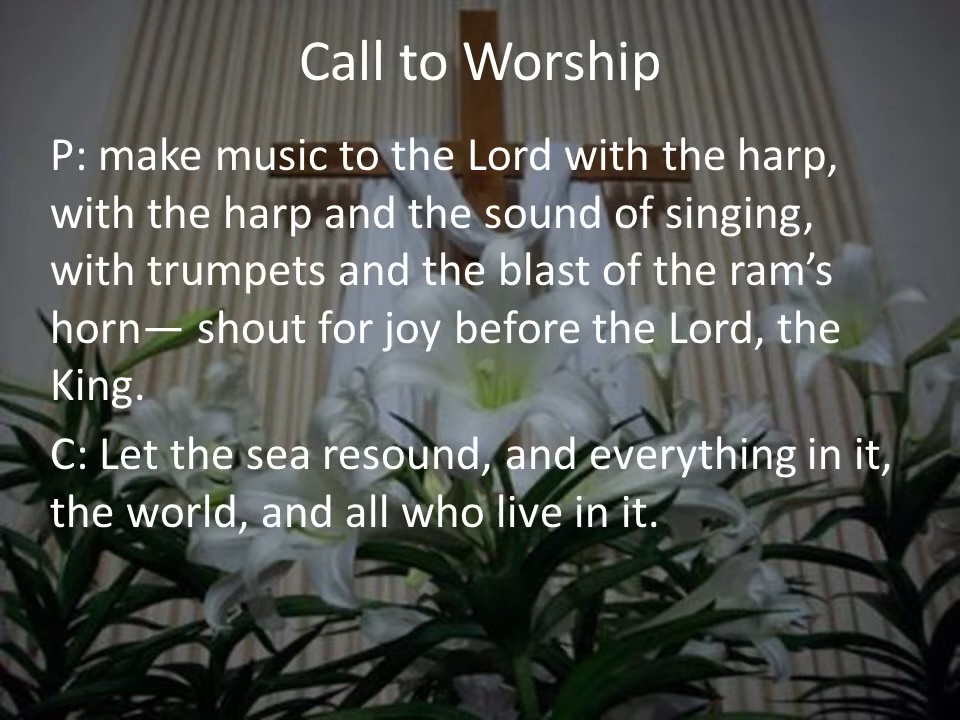 Call to Worship
P: make music to the Lord with the harp,
with the harp and the sound of singing,
with trumpets and the blast of the ram’s
horn— shout for joy before the Lord, the
King.
C: Let the sea resound, and everything in it,
the world, and all who live in it.